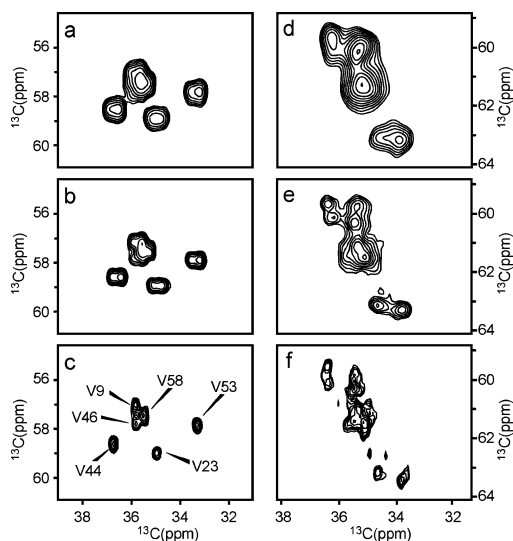 a
d
56
58
60
¹³C(ppm)
60
62
64
¹³C(ppm)
b
e
56
58
60
¹³C(ppm)
60
62
64
¹³C(ppm)
c
f
V9
V58
V53
V46
V44
V23
56
58
60
¹³C(ppm)
60
62
64
¹³C(ppm)
38 36 34 32
38 36 34 32
¹³C(ppm)
¹³C(ppm)